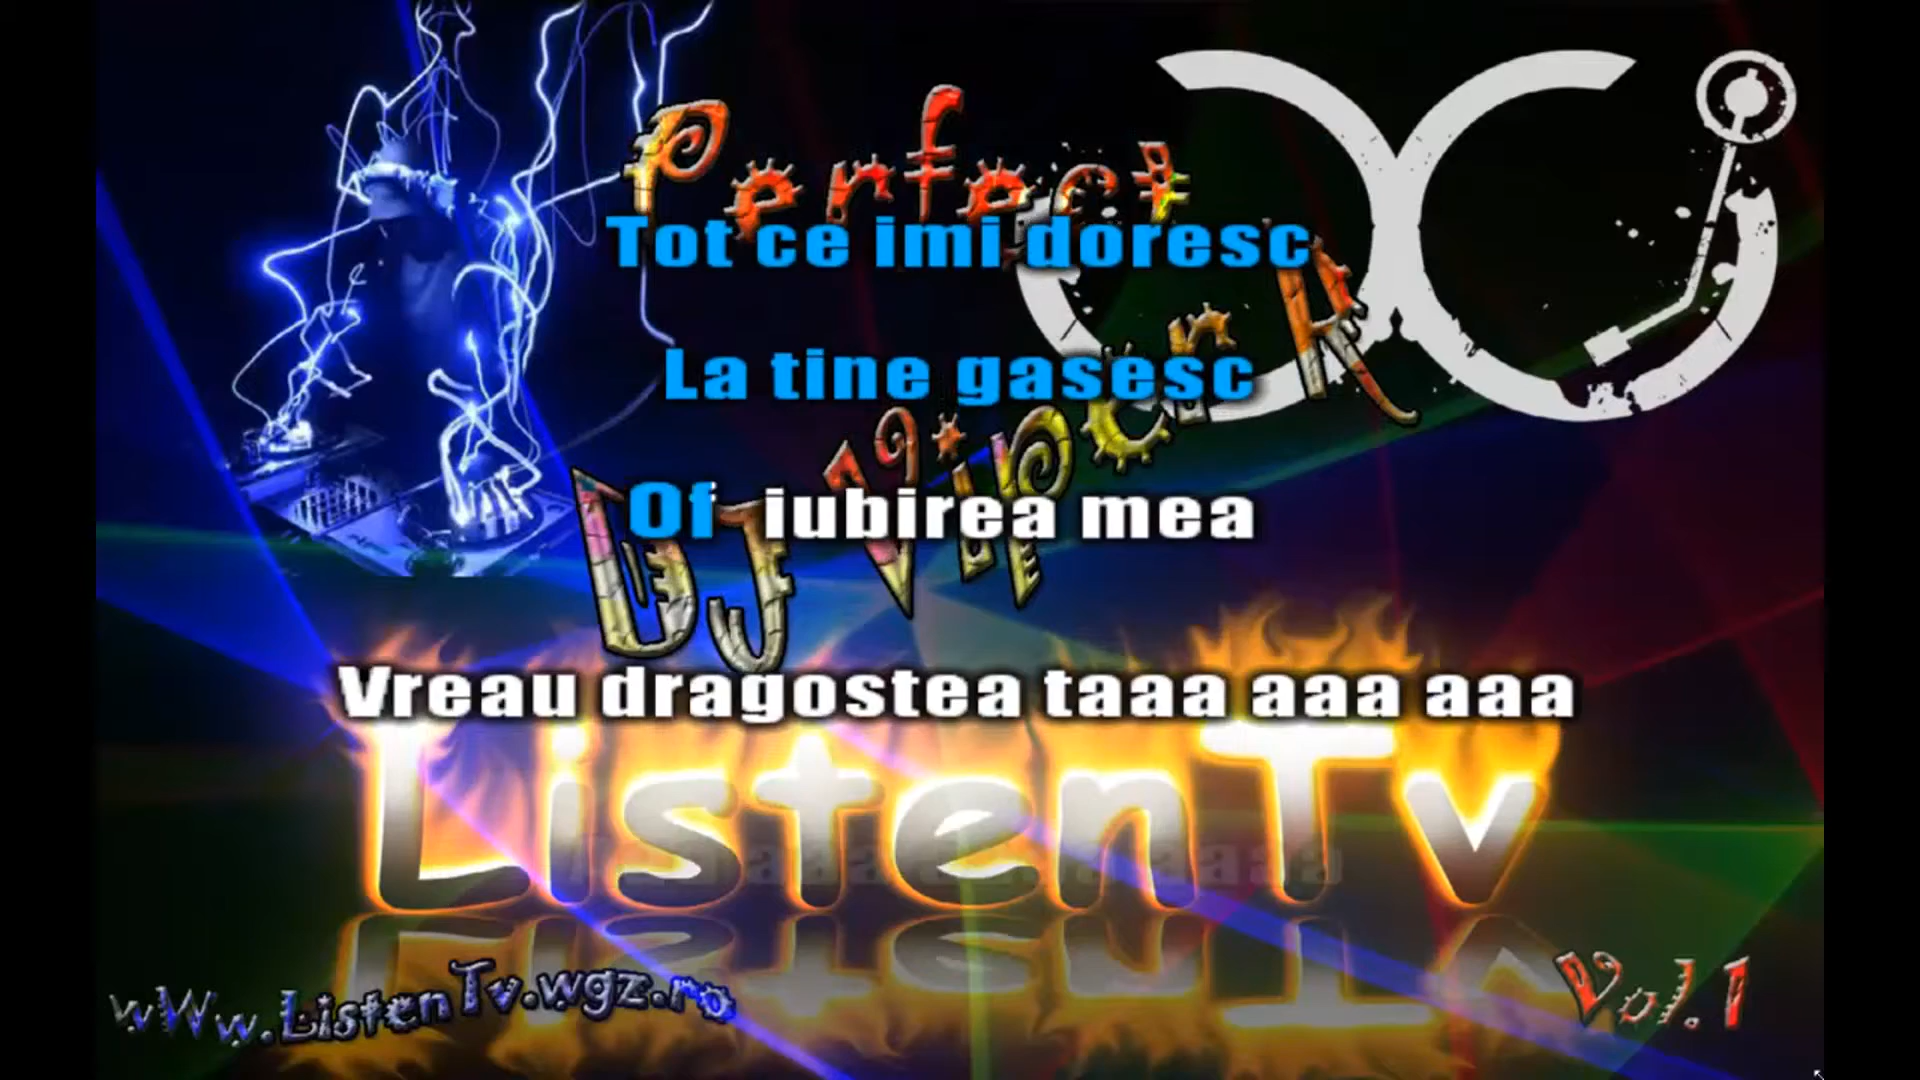 Perfect
Tot ce imi doresc
La tine gasesc
DJ Viper R
Of iubirea mea
Vreau dragostea taaa aaa aaa
ListenTv
wWw.ListenTv.wgz.ro
Vol.1